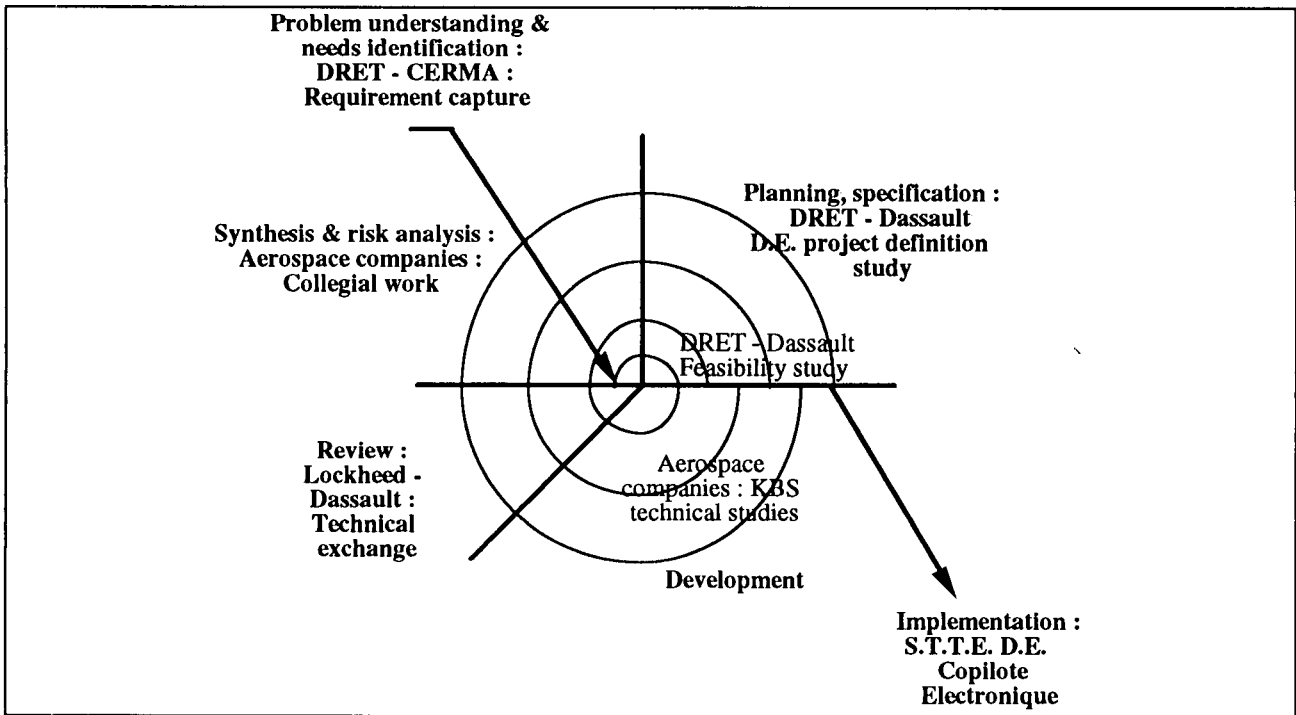 Problem understanding &
needs identification :
DRET - CERMA :
Requirement capture
Planning, specification :
DRET - Dassault
D.E. project definition
study
Synthesis & risk analysis :
Aerospace companies :
Collegial work
DRET - Dassault
Feasibility study
Review :
Lockheed -
Dassault :
Technical
exchange
Aerospace
companies : KBS
technical studies
Development
Implementation :
S.T.T.E. D.E.
Copilote
Electronique